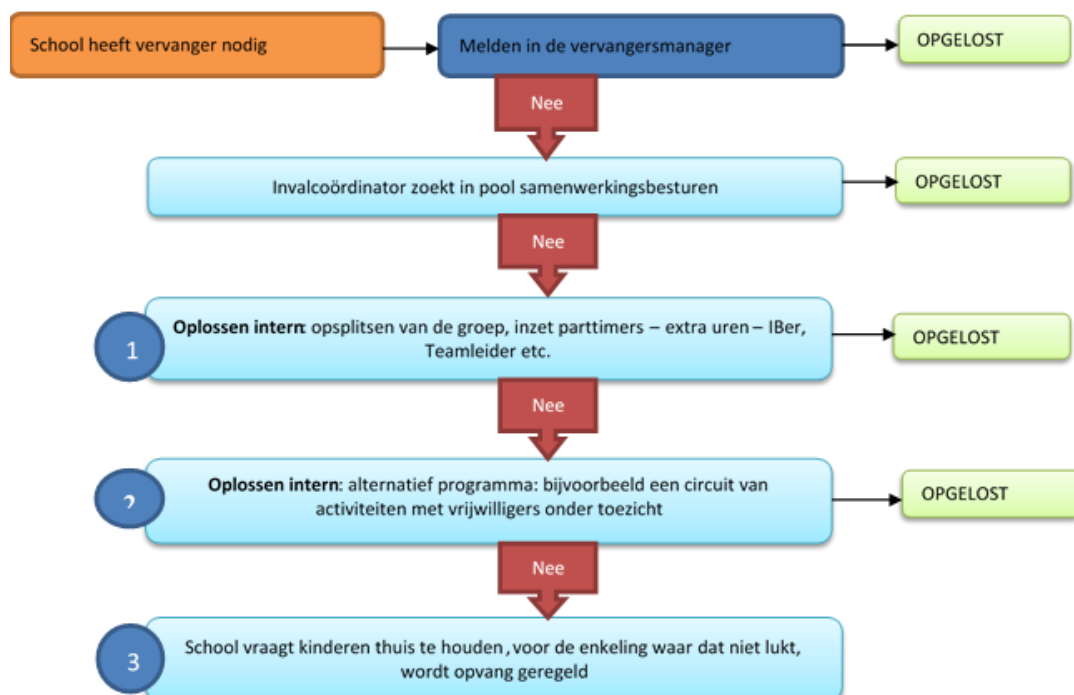 School heeft vervanger nodig
Melden in de vervangersmanager
OPGELOST
Nee
Invalcoördinator zoekt in pool samenwerkingsbesturen
OPGELOST
Nee
1
Oplossen intern: opsplitsen van de groep, inzet parttimers – extra uren – IBer,
Teamleider etc.
OPGELOST
Nee
2
Oplossen intern: alternatief programma: bijvoorbeeld een circuit van
activiteiten met vrijwilligers onder toezicht
OPGELOST
Nee
3
School vraagt kinderen thuis te houden ,voor de enkeling waar dat niet lukt,
wordt opvang geregeld